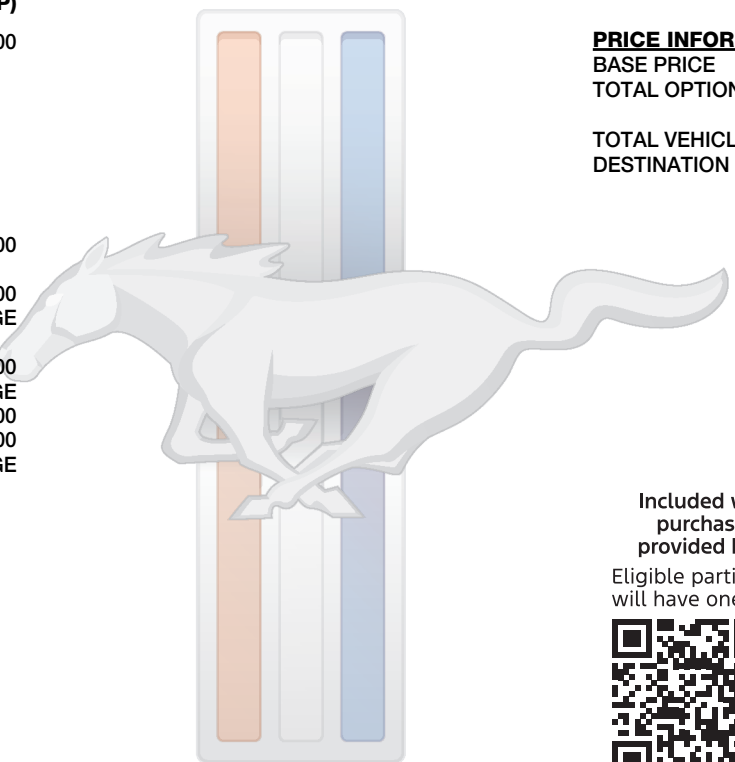 P)
00
00
00
GE
00
GE
00
00
GE
PRICE INFOR
BASE PRICE
TOTAL OPTION
TOTAL VEHICL
DESTINATION
Included w
purchas
provided b
Eligible parti
will have one